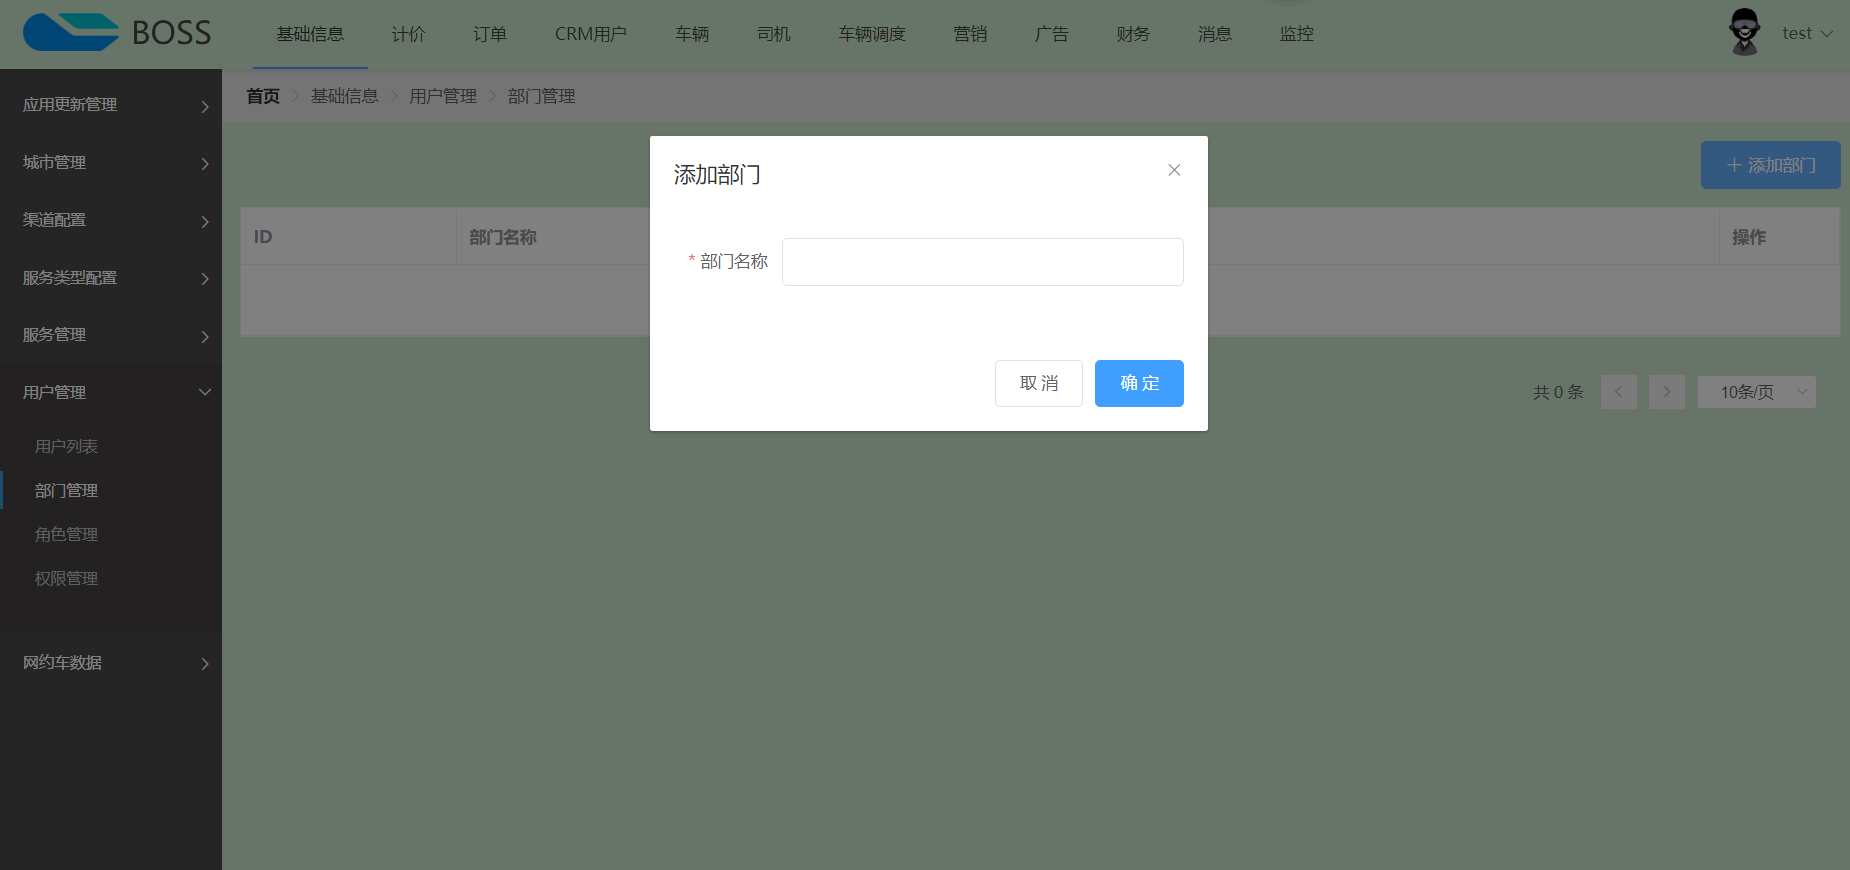 BOSS
基础信息 计价 订单 CRM用户 车辆 司机 车辆调度 营销 广告 财务 消息 监控
test
应用更新管理
城市管理
渠道配置
服务类型配置
服务管理
用户管理
用户列表
部门管理
角色管理
权限管理
网约车数据
首页 基础信息 用户管理 部门管理
添加部门
ID 部门名称 操作
共 0 条 10条/页
添加部门
* 部门名称
取 消 确 定